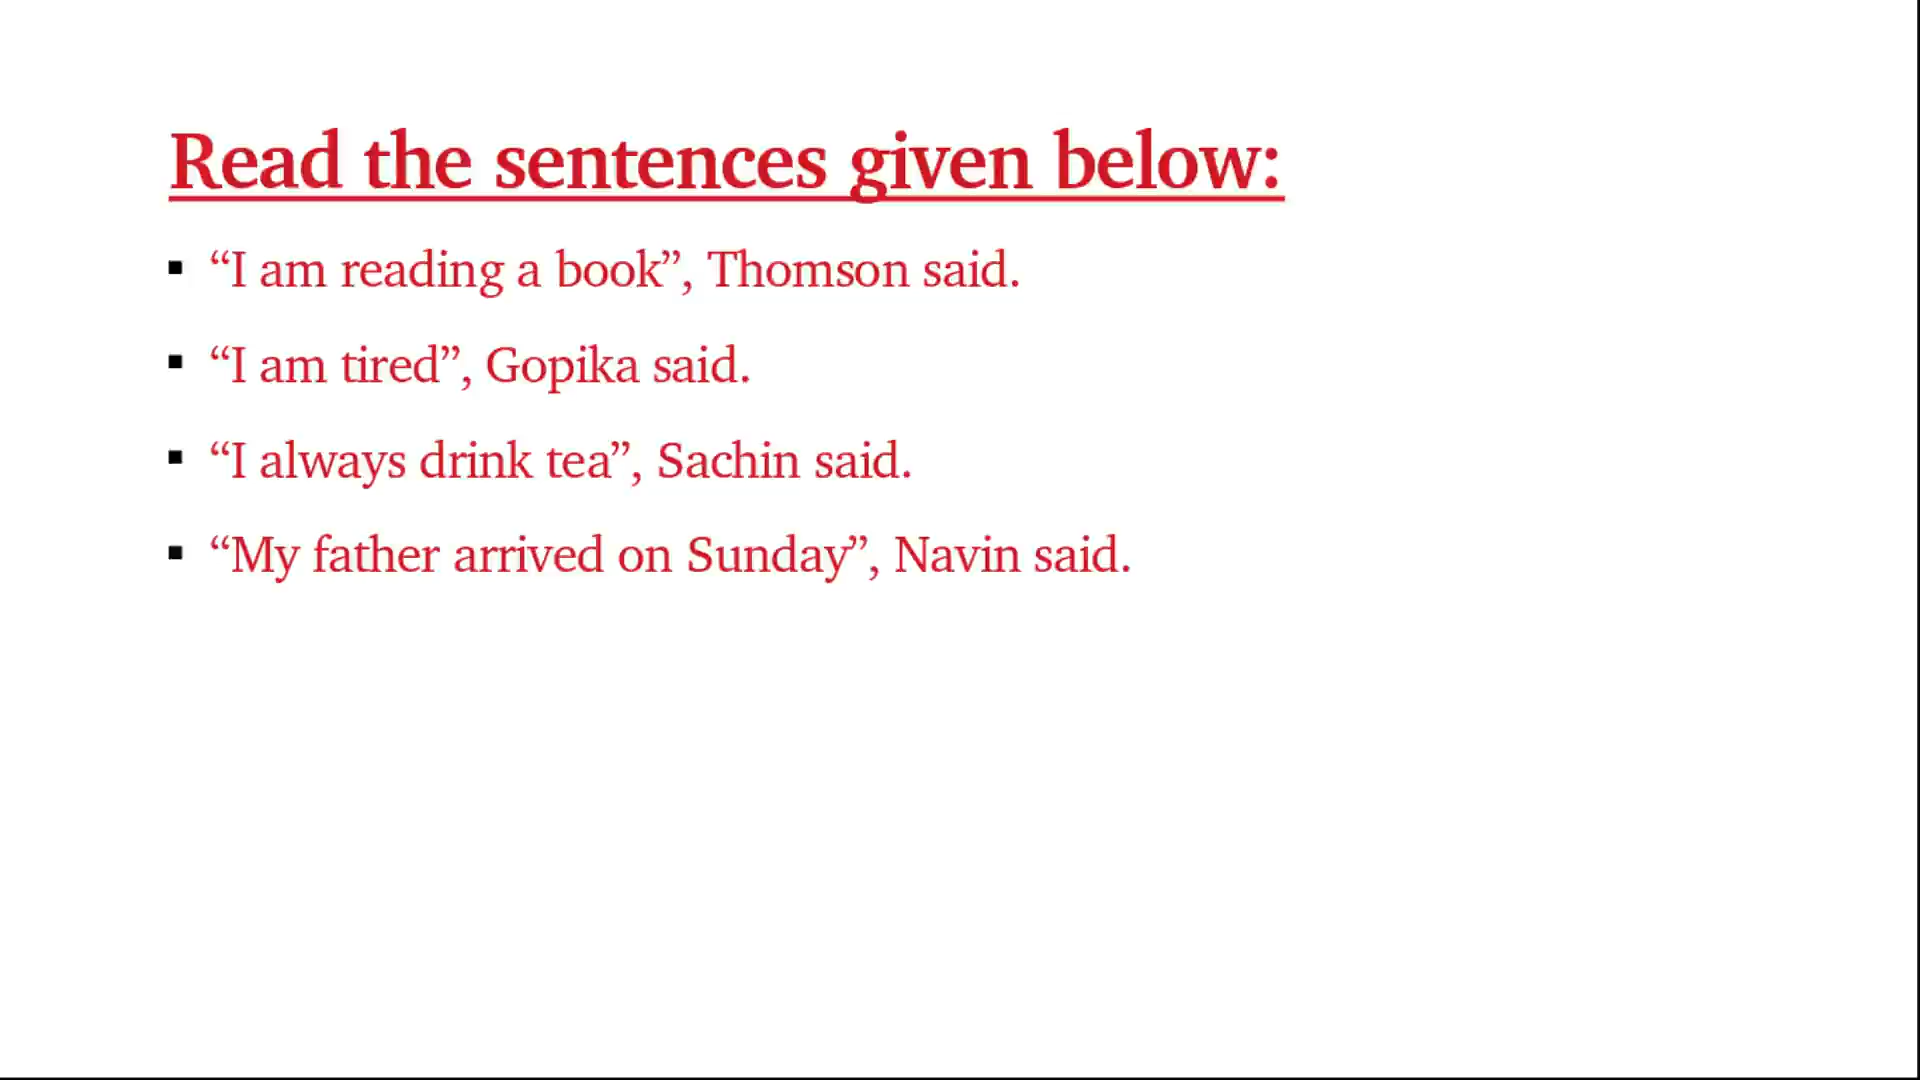 Read the sentences given below:
▪ “I am reading a book”, Thomson said.
▪ “I am tired”, Gopika said.
▪ “I always drink tea”, Sachin said.
▪ “My father arrived on Sunday”, Navin said.